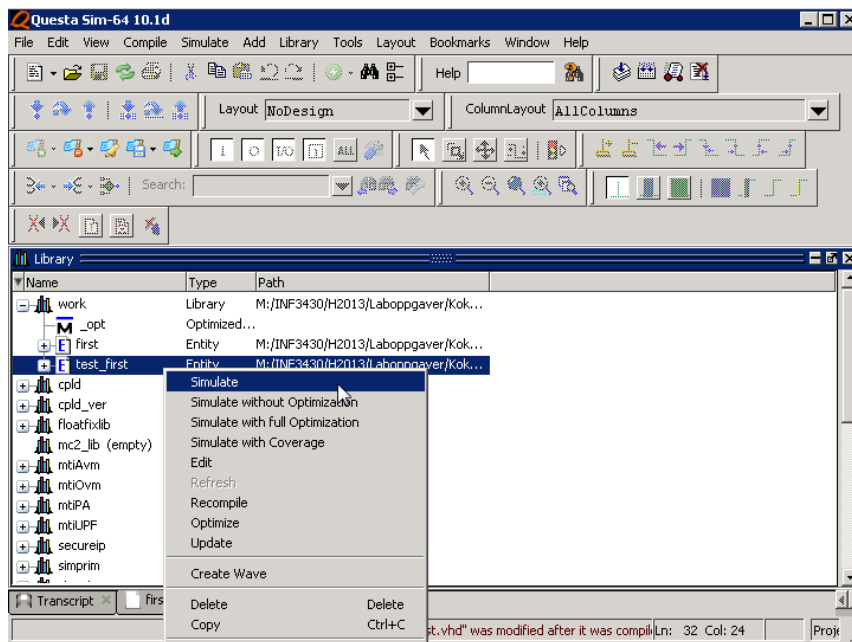 Questa Sim-64 10.1d
File Edit View Compile Simulate Add Library Tools Layout Bookmarks Window Help
Help
Layout NoDesign ColumnLayout AllColumns
I O I/O ALL
Search:
Library
Name Type Path
work Library M:/INF3430/H2013/Laboppgaver/Kok...
_opt Optimized...
first Entity M:/INF3430/H2013/Laboppgaver/Kok...
test_first Entity M:/INF3430/H2013/Laboppgaver/Kok...
cpld
cpld_ver
floatfixlib
mc2_lib (empty)
mtiAvm
mtiOvm
mtiPA
mtiUPF
secureip
simprim
Simulate
Simulate without Optimization
Simulate with full Optimization
Simulate with Coverage
Edit
Refresh
Recompile
Optimize
Update
Create Wave
Delete Delete
Copy Ctrl+C
Transcript firs
st.vhd" was modified after it was compil Ln: 32 Col: 24 Proje